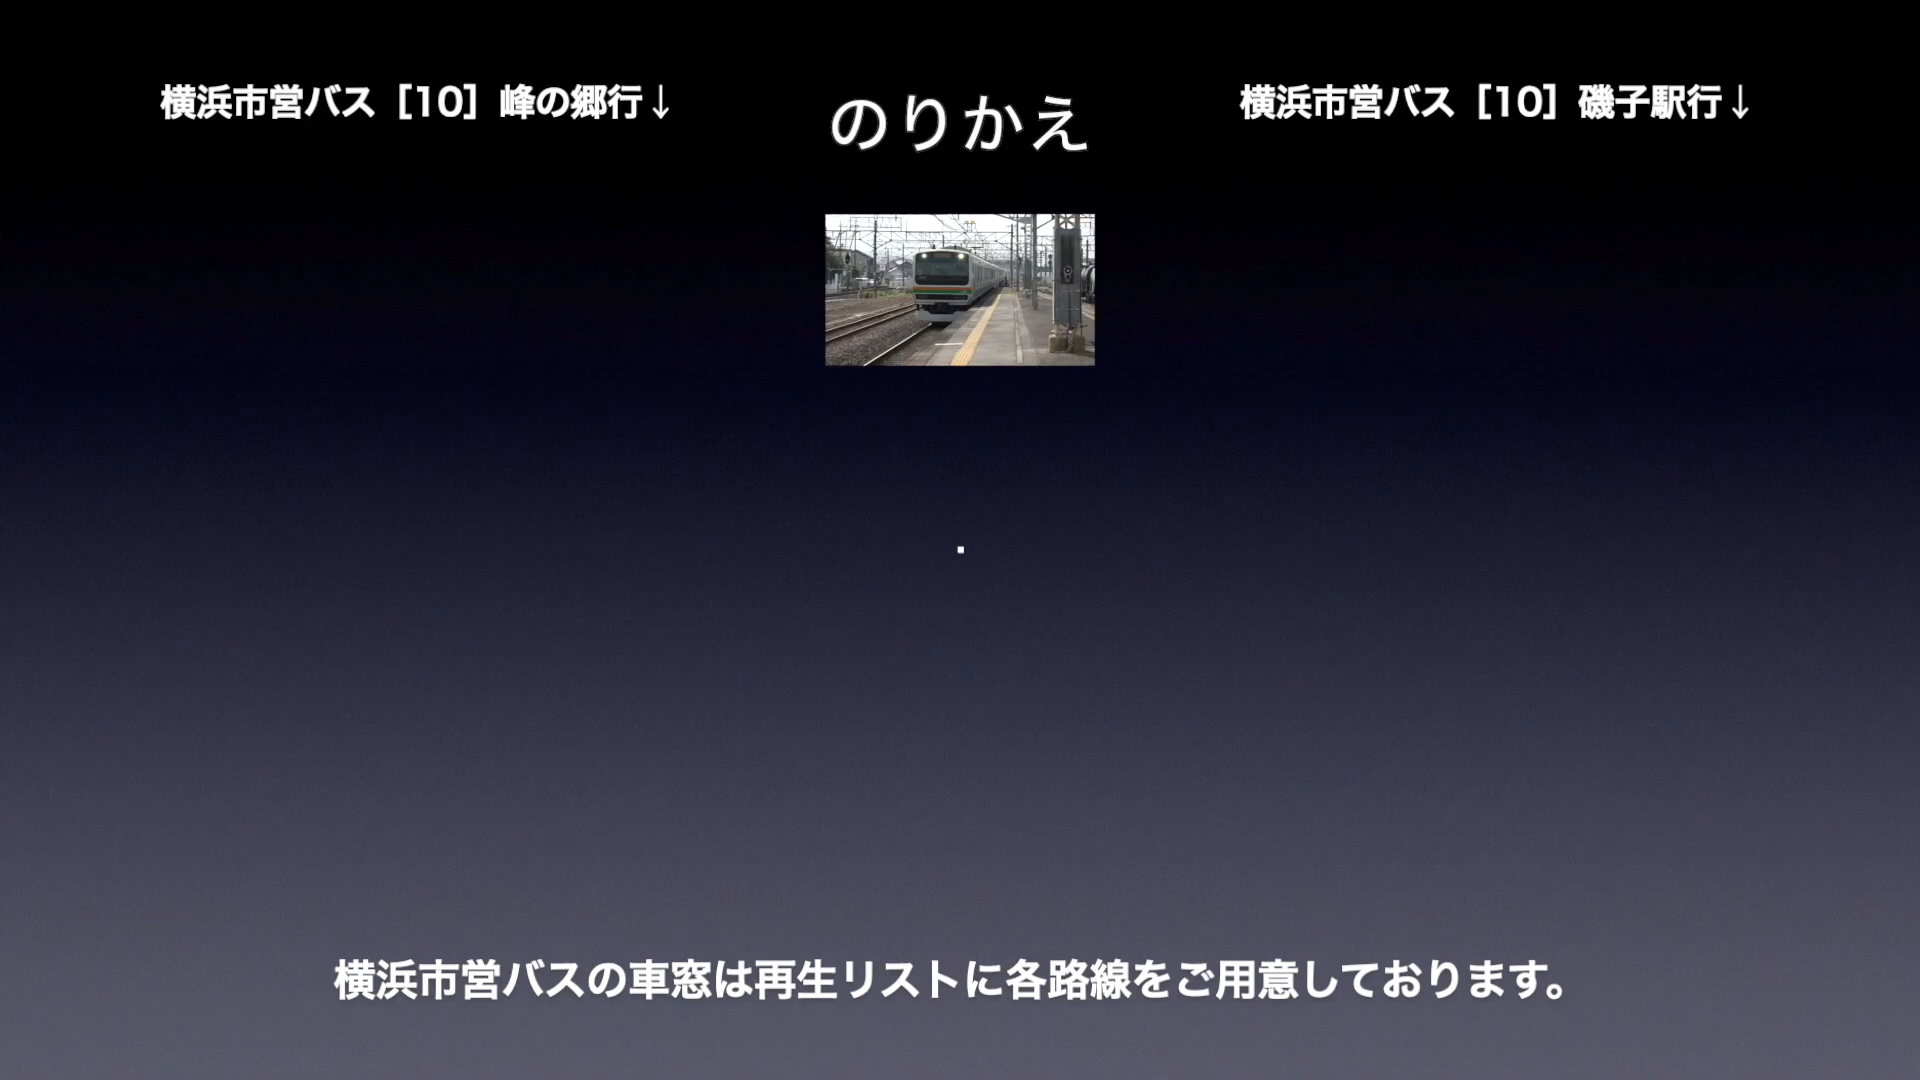 横浜市営バス［10］峰の郷行↓
のりかえ
横浜市営バス［10］磯子駅行↓
横浜市営バスの車窓は再生リストに各路線をご用意しております。